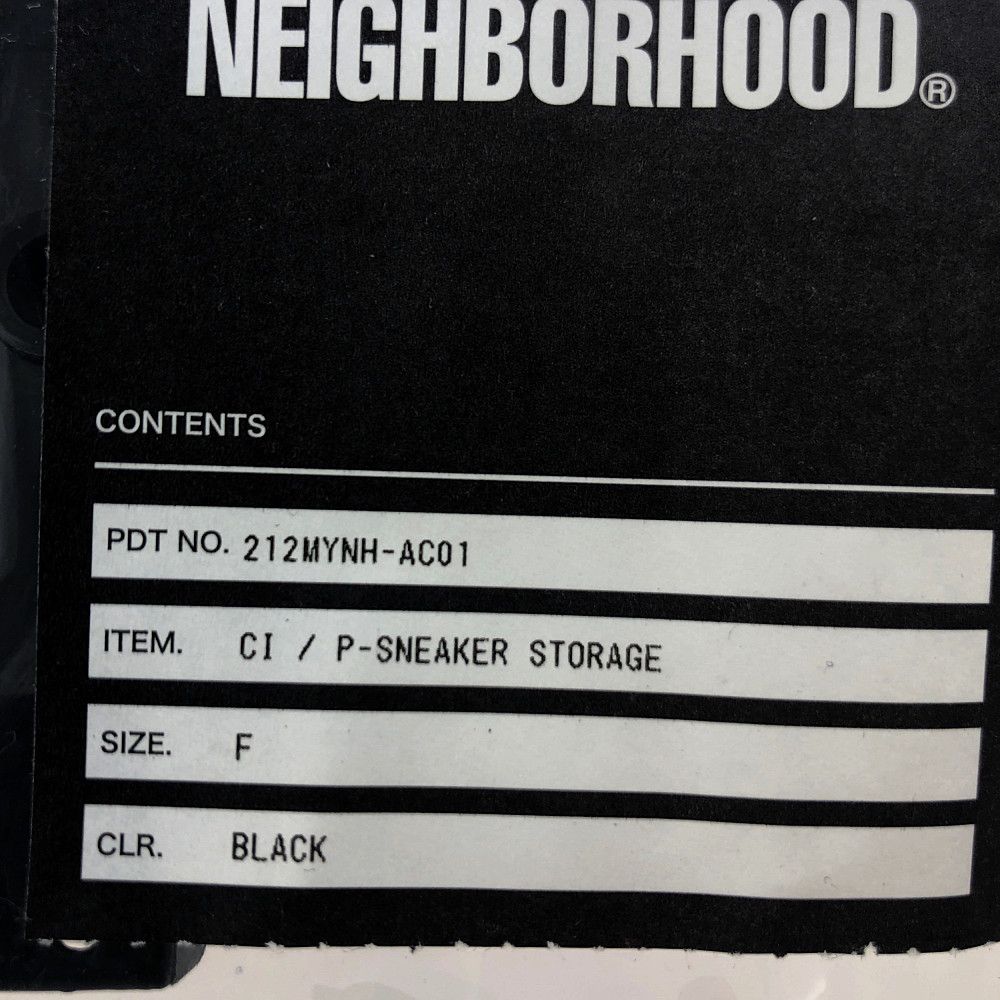 NEIGHBORHOOD®
CONTENTS
PDT NO. 212MYNH-AC01
ITEM. CI / P-SNEAKER STORAGE
SIZE. F
CLR. BLACK